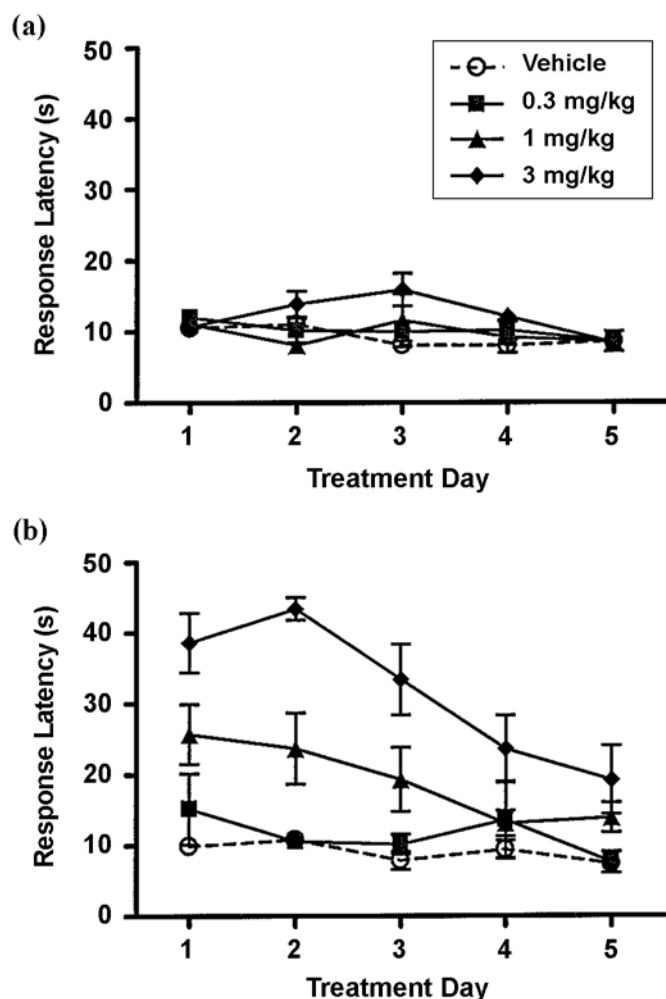 (a)
50
40
30
20
10
0
Response Latency (s)
Vehicle
0.3 mg/kg
1 mg/kg
3 mg/kg
1 2 3 4 5
Treatment Day
(b)
50
40
30
20
10
0
Response Latency (s)
1 2 3 4 5
Treatment Day